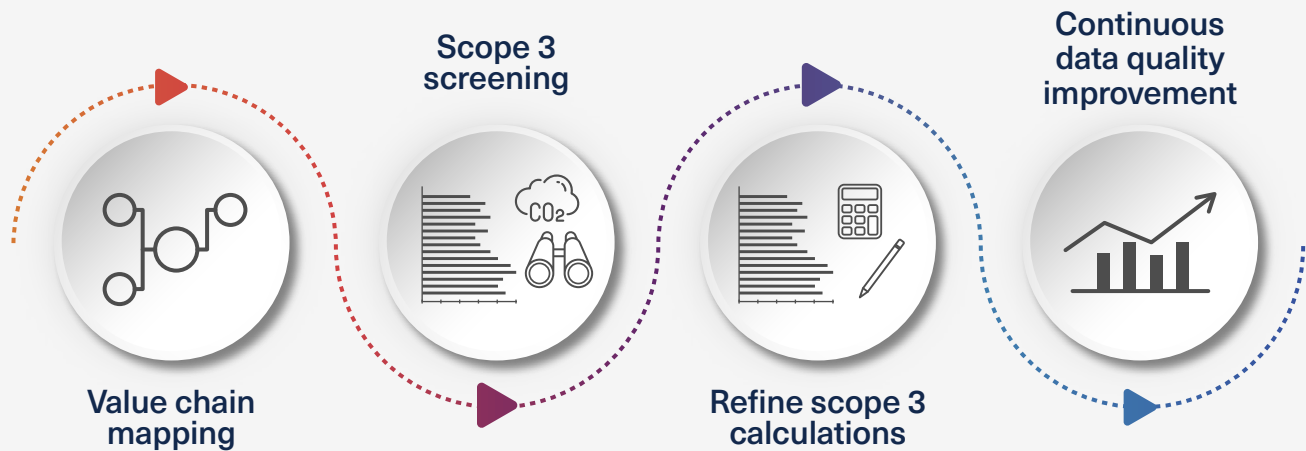 Value chain
mapping
Scope 3
screening
CO2
Refine scope 3
calculations
Continuous
data quality
improvement